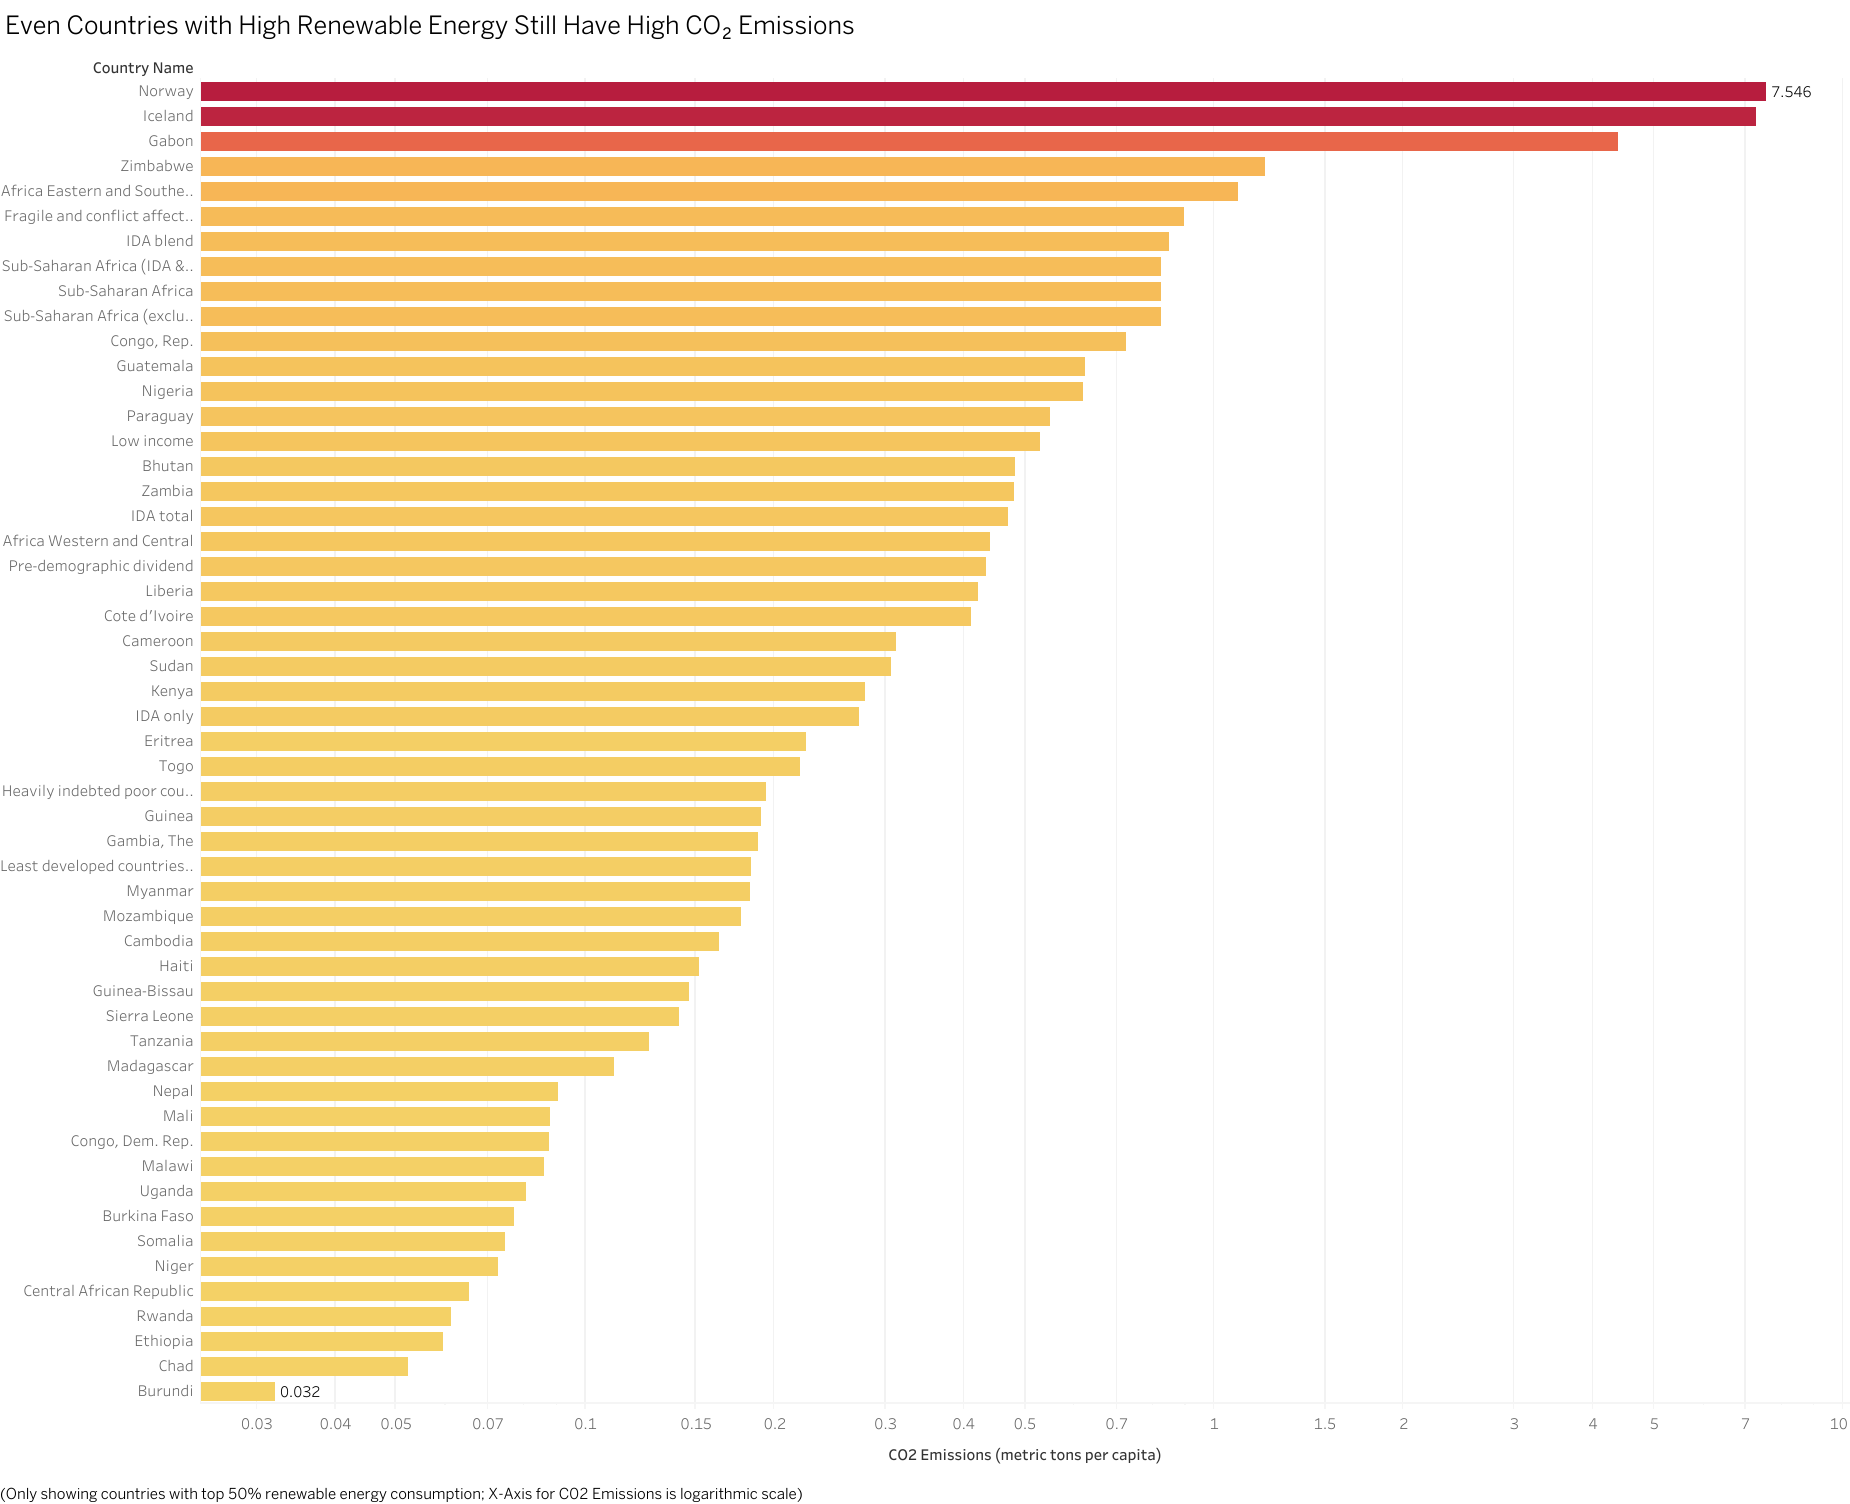 Even Countries with High Renewable Energy Still Have High CO₂ Emissions
Country Name
Norway 7.546
Iceland
Gabon
Zimbabwe
Africa Eastern and Southe..
Fragile and conflict affect..
IDA blend
Sub-Saharan Africa (IDA &..
Sub-Saharan Africa
Sub-Saharan Africa (exclu..
Congo, Rep.
Guatemala
Nigeria
Paraguay
Low income
Bhutan
Zambia
IDA total
Africa Western and Central
Pre-demographic dividend
Liberia
Cote d'Ivoire
Cameroon
Sudan
Kenya
IDA only
Eritrea
Togo
Heavily indebted poor cou..
Guinea
Gambia, The
Least developed countries..
Myanmar
Mozambique
Cambodia
Haiti
Guinea-Bissau
Sierra Leone
Tanzania
Madagascar
Nepal
Mali
Congo, Dem. Rep.
Malawi
Uganda
Burkina Faso
Somalia
Niger
Central African Republic
Rwanda
Ethiopia
Chad
Burundi 0.032
0.03 0.04 0.05 0.07 0.1 0.15 0.2 0.3 0.4 0.5 0.7 1 1.5 2 3 4 5 7 10
CO2 Emissions (metric tons per capita)
(Only showing countries with top 50% renewable energy consumption; X-Axis for CO2 Emissions is logarithmic scale)